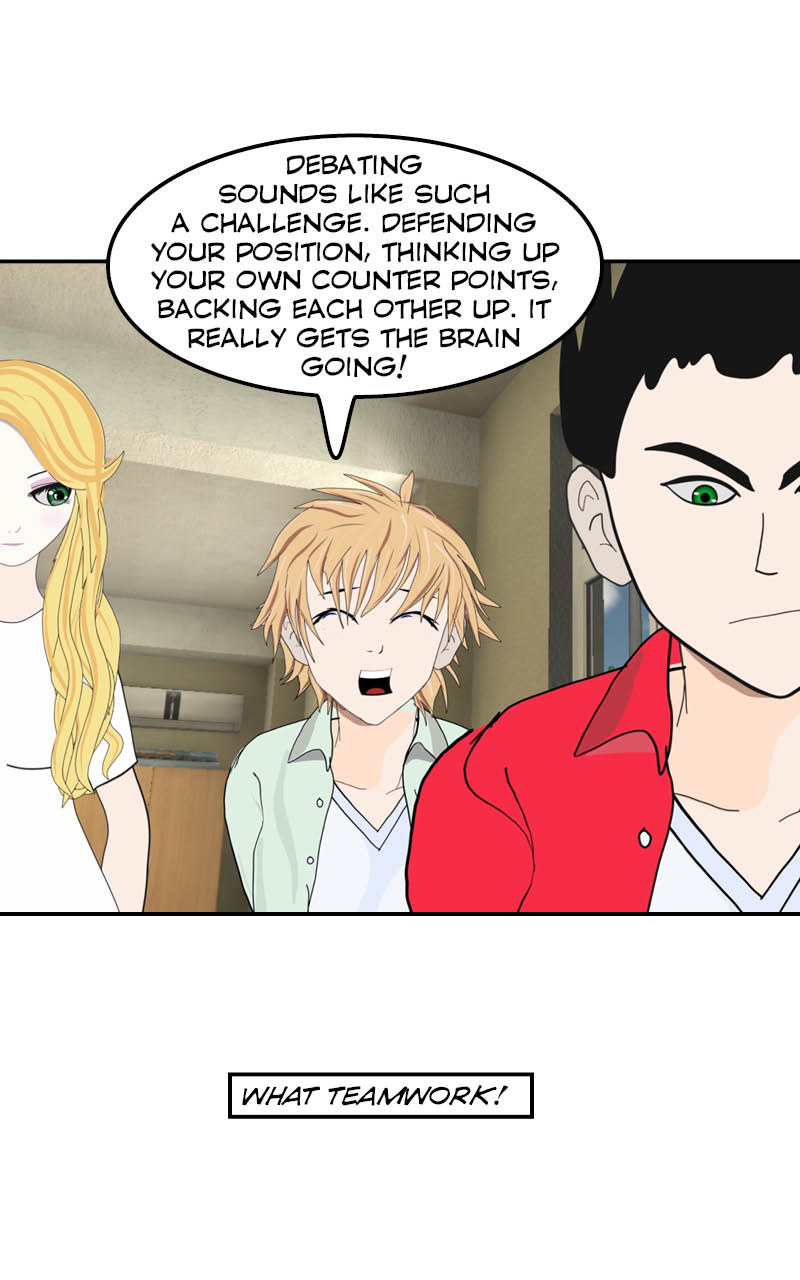 DEBATING
SOUNDS LIKE SUCH
A CHALLENGE. DEFENDING
YOUR POSITION, THINKING UP
YOUR OWN COUNTER POINTS,
BACKING EACH OTHER UP. IT
REALLY GETS THE BRAIN
GOING!
WHAT TEAMWORK!